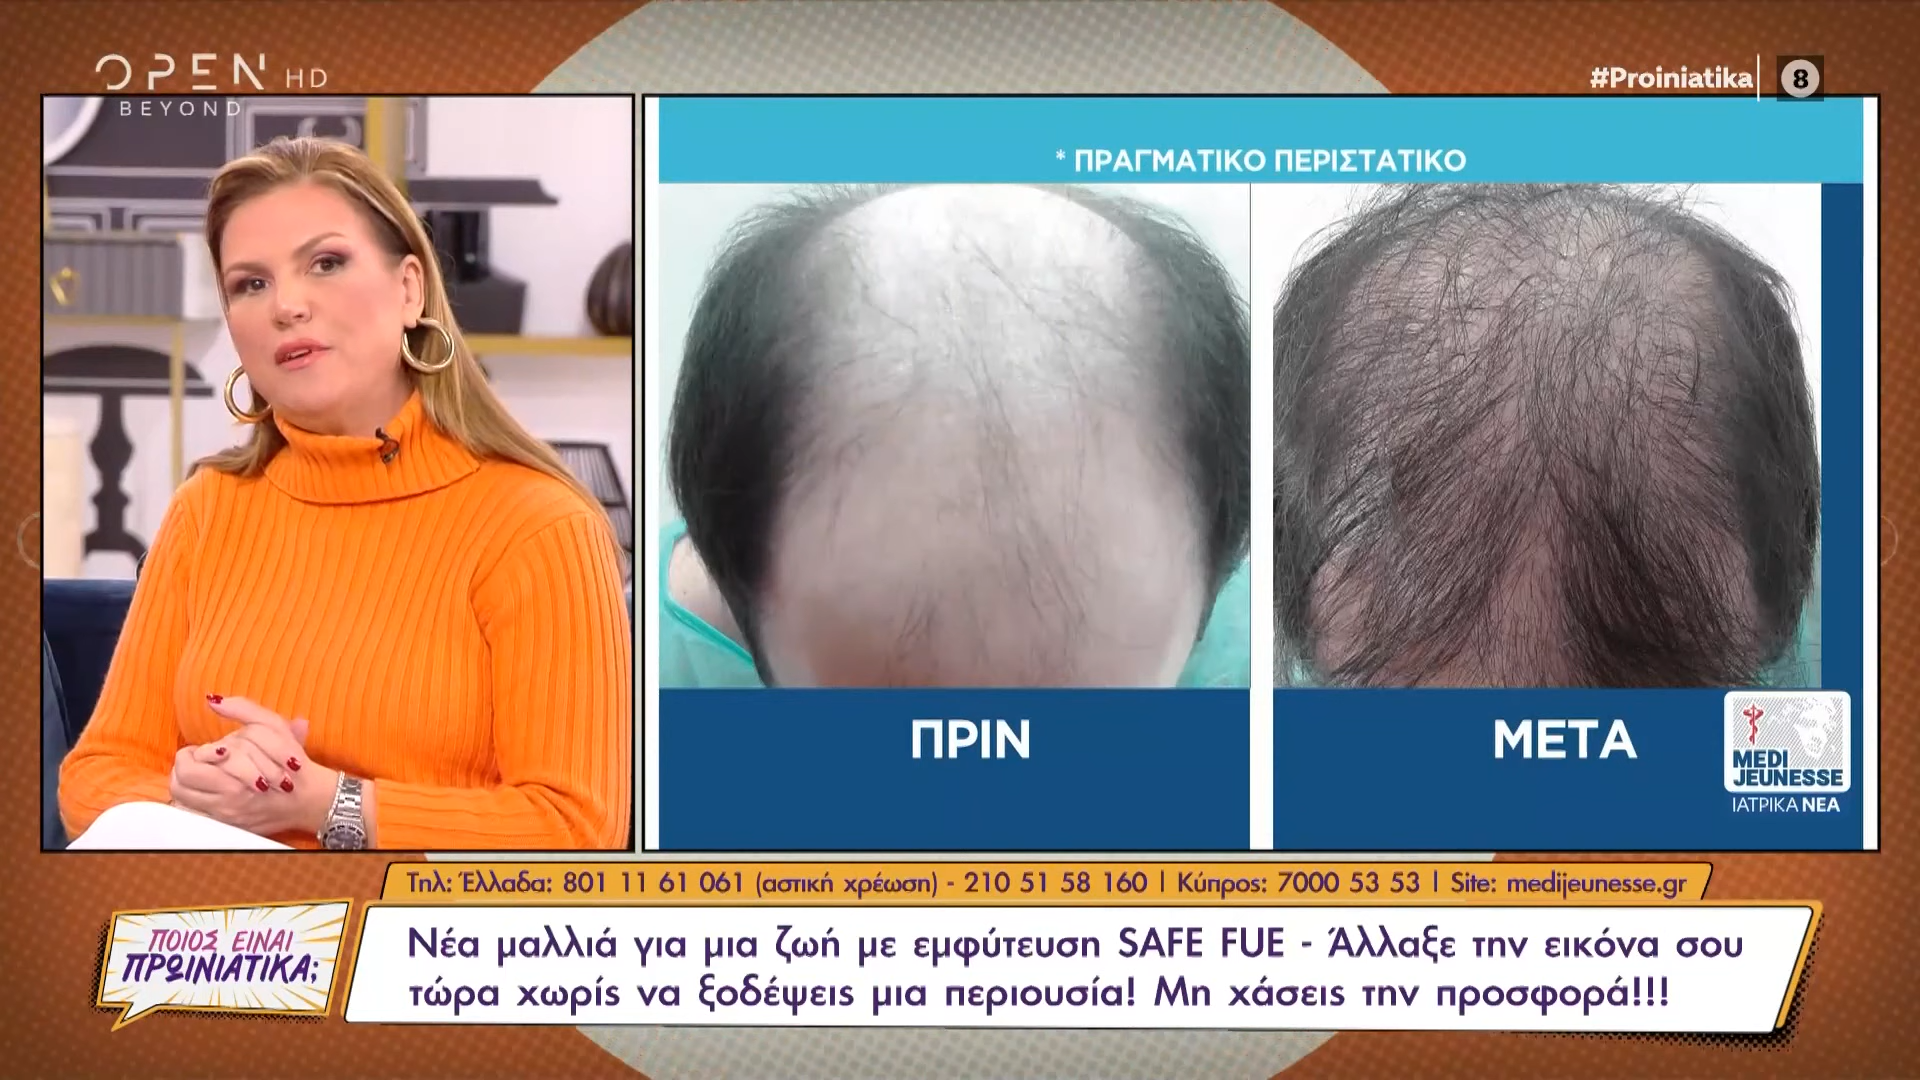 OPEN HD
BEYOND
#Proiniatika
8
* ΠΡΑΓΜΑΤΙΚΟ ΠΕΡΙΣΤΑΤΙΚΟ
ΠΡΙΝ
ΜΕΤΑ
MEDI
JEUNESSE
ΙΑΤΡΙΚΑ ΝΕΑ
Τηλ: Έλλαδα: 801 11 61 061 (αστική χρέωση) - 210 51 58 160 | Κύπρος: 7000 53 53 | Site: medijeunesse.gr
ΠΟΙΟΣ ΕΙΝΑΙ
ΠΡΩΙΝΙΑΤΙΚΑ;
Νέα μαλλιά για μια ζωή με εμφύτευση SAFE FUE - Άλλαξε την εικόνα σου
τώρα χωρίς να ξοδέψεις μια περιουσία! Μη χάσεις την προσφορά!!!